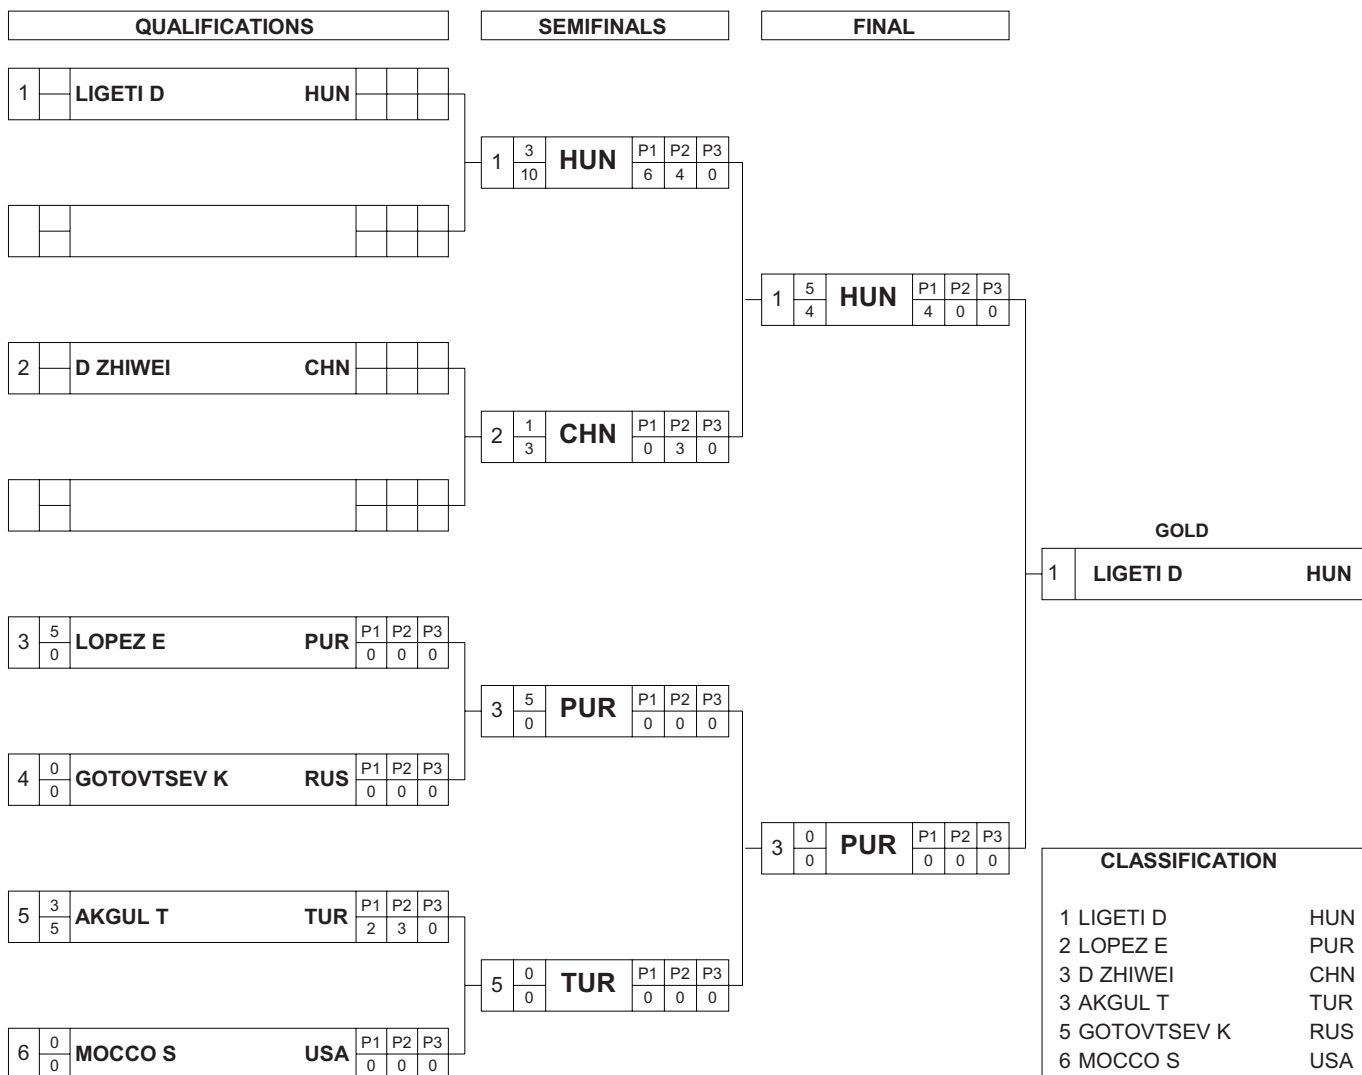 QUALIFICATIONS SEMIFINALS FINAL
1 LIGETI D HUN
1 3 10 HUN P1 P2 P3
6 4 0
1 5 4 HUN P1 P2 P3
4 0 0
2 D ZHIWEI CHN
2 1 3 CHN P1 P2 P3
0 3 0
GOLD
1 LIGETI D HUN
3 5 0 LOPEZ E PUR P1 P2 P3
0 0 0
3 5 0 PUR P1 P2 P3
0 0 0
4 0 0 GOTOVTSEV K RUS P1 P2 P3
0 0 0
3 0 0 PUR P1 P2 P3
0 0 0
5 3 5 AKGUL T TUR P1 P2 P3
2 3 0
5 0 0 TUR P1 P2 P3
0 0 0
6 0 0 MOCCO S USA P1 P2 P3
0 0 0
CLASSIFICATION
1 LIGETI D HUN
2 LOPEZ E PUR
3 D ZHIWEI CHN
3 AKGUL T TUR
5 GOTOVTSEV K RUS
6 MOCCO S USA